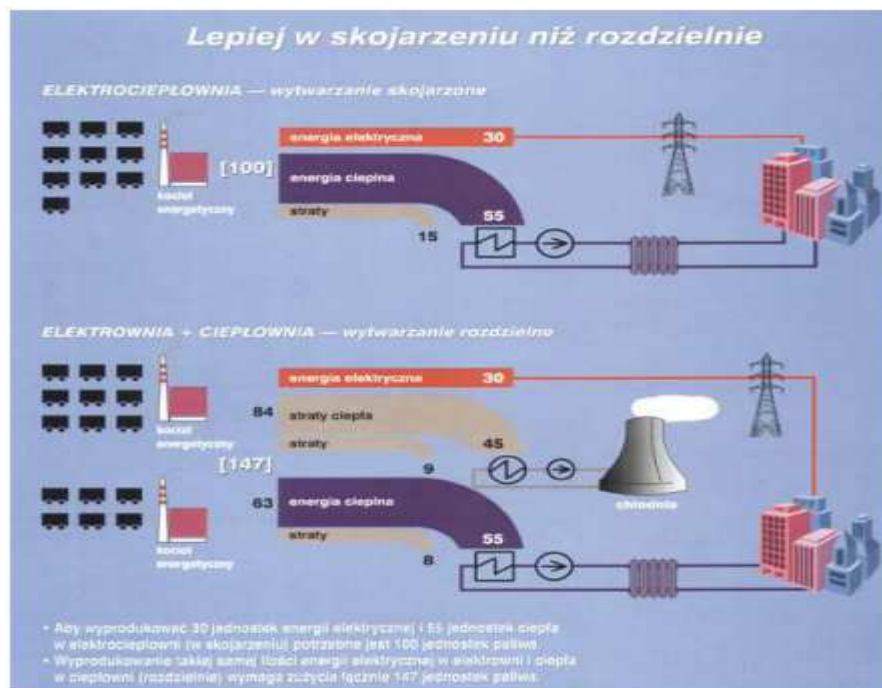 Lepiej w skojarzeniu niż rozdzielnie
ELEKTROCIEPŁOWNIA — wytwarzanie skojarzone
energia elektryczna 30
[100]
energia cieplna
kocioł
energetyczny
straty
55
15
ELEKTROWNIA + CIEPŁOWNIA — wytwarzanie rozdzielne
energia elektryczna 30
84
straty ciepła
kocioł
energetyczny
straty
45
9
[147]
63
energia cieplna
chłodnia
straty
55
kocioł
energetyczny
8
• Aby wyprodukować 30 jednostek energii elektrycznej i 55 jednostek ciepła
w elektrociepłowni (w skojarzeniu) potrzebne jest 100 jednostek paliwa.
• Wyprodukowanie takiej samej ilości energii elektrycznej w elektrowni i ciepła
w ciepłowni (rozdzielnie) wymaga zużycia łącznie 147 jednostek paliwa.